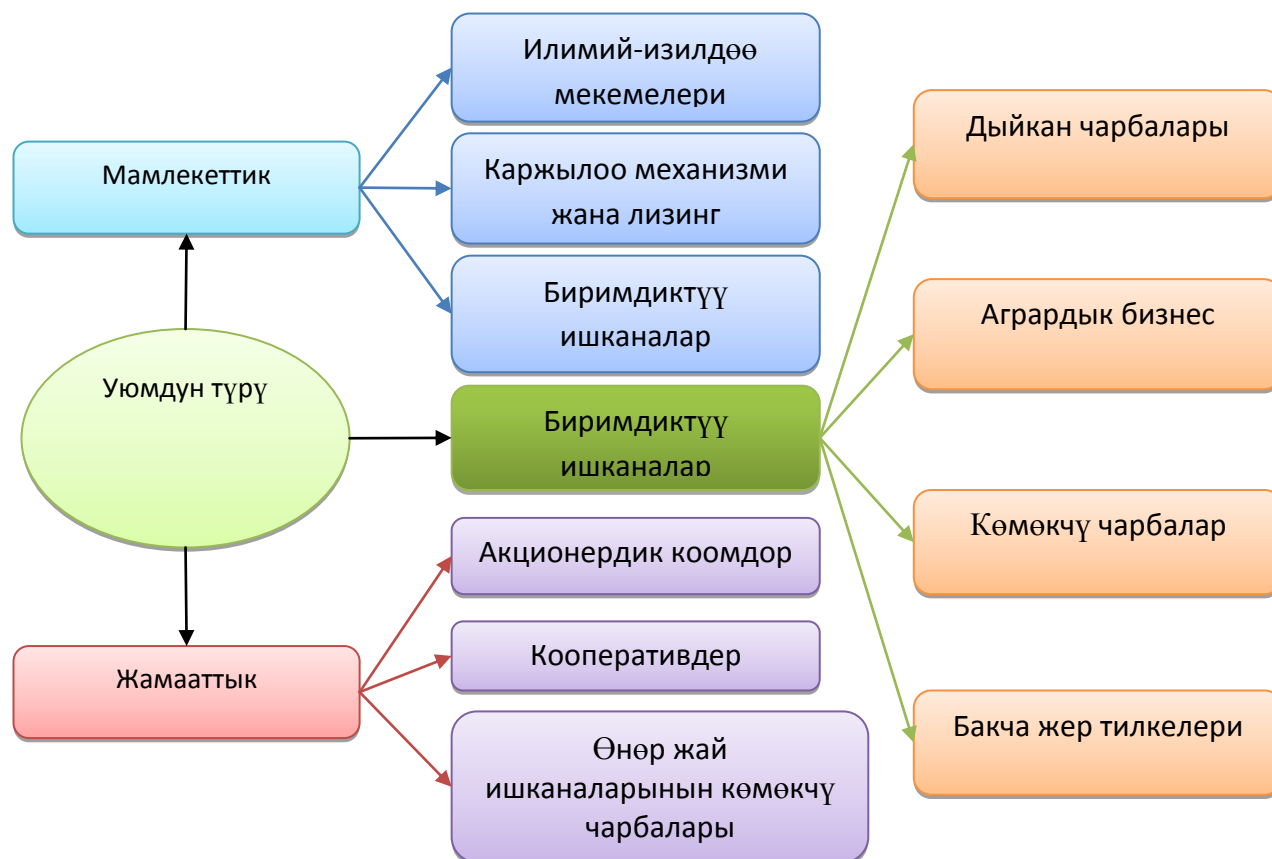 Илимий-изилдөө
мекемелери
Мамлекеттик
Каржылоо механизми
жана лизинг
Биримдиктүү
ишканалар
Уюмдун түрү
Биримдиктүү
ишканалар
Дыйкан чарбалары
Агрардык бизнес
Көмөкчү чарбалар
Бакча жер тилкелери
Жамааттык
Акционердик коомдор
Кооперативдер
Өнөр жай
ишканаларынын көмөкчү
чарбалары